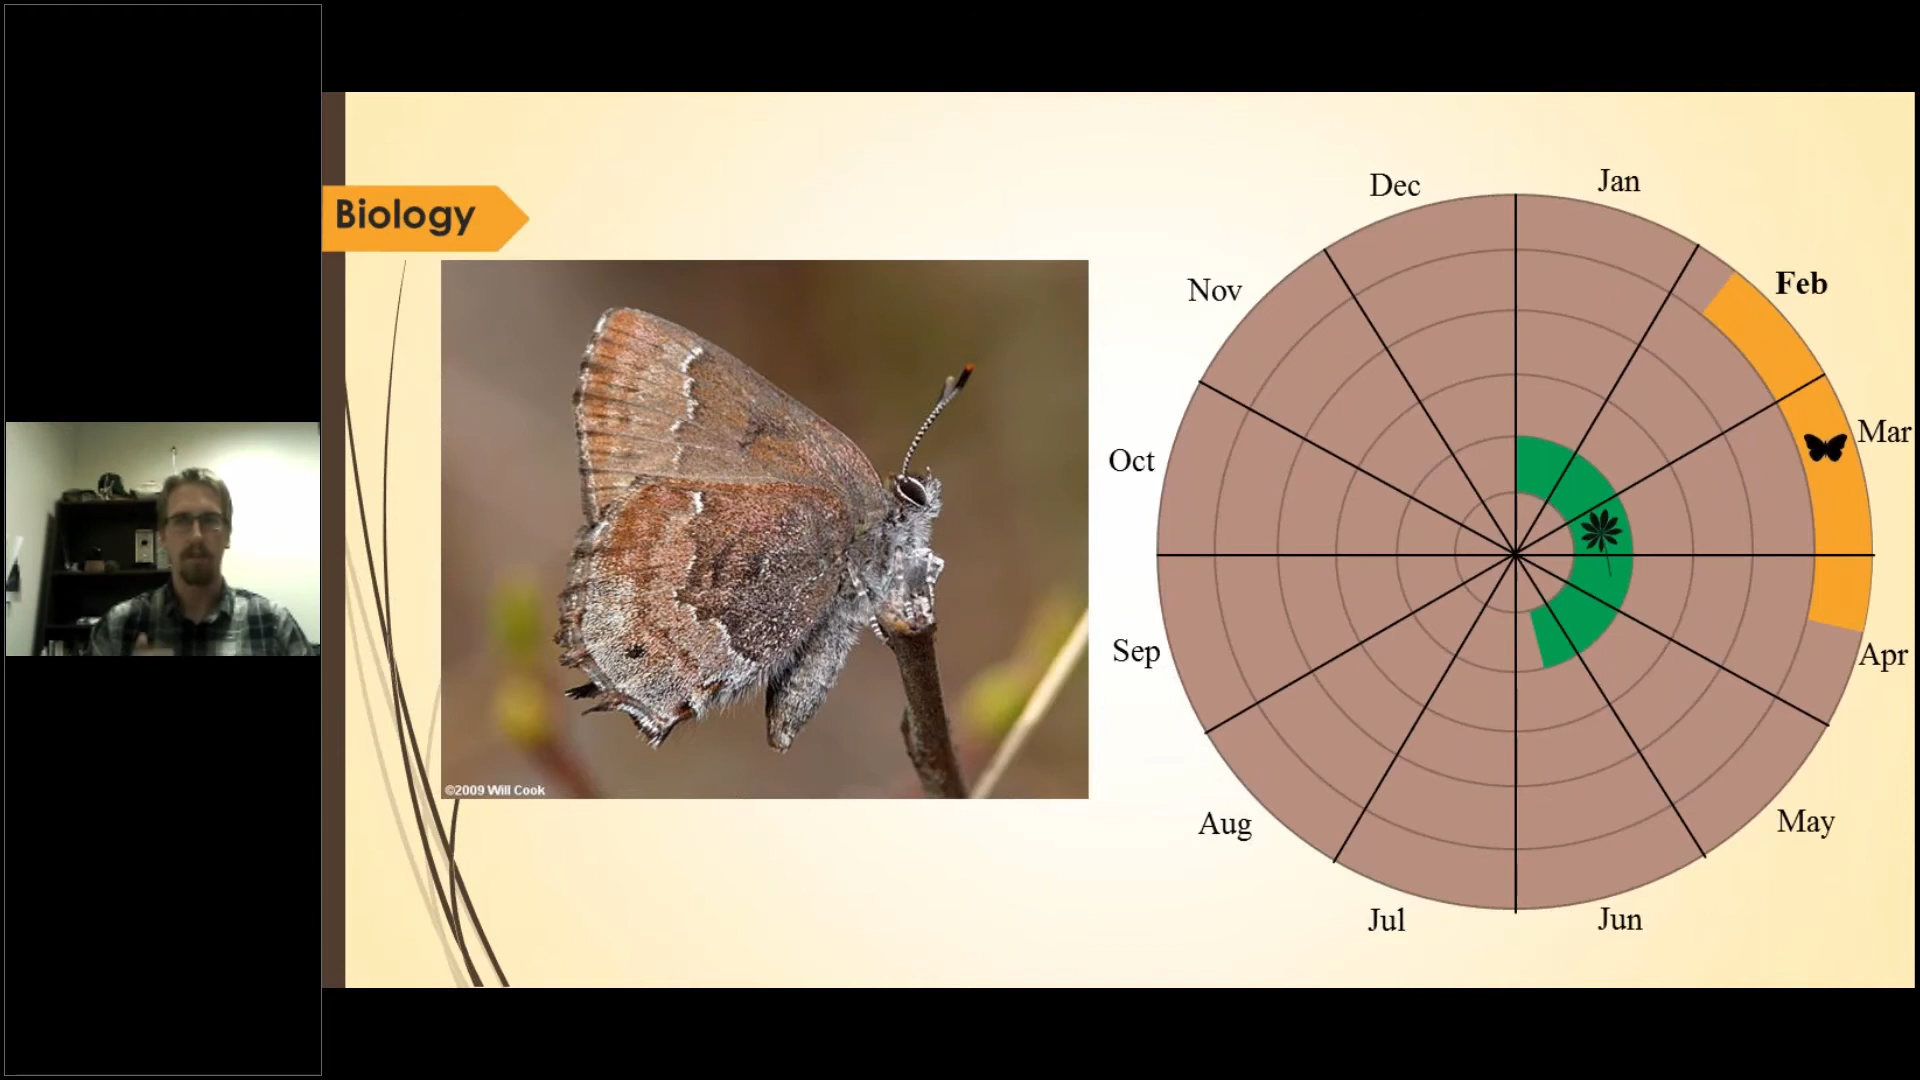 Biology
©2009 Will Cook
Jan
Feb
Mar
Apr
May
Jun
Jul
Aug
Sep
Oct
Nov
Dec